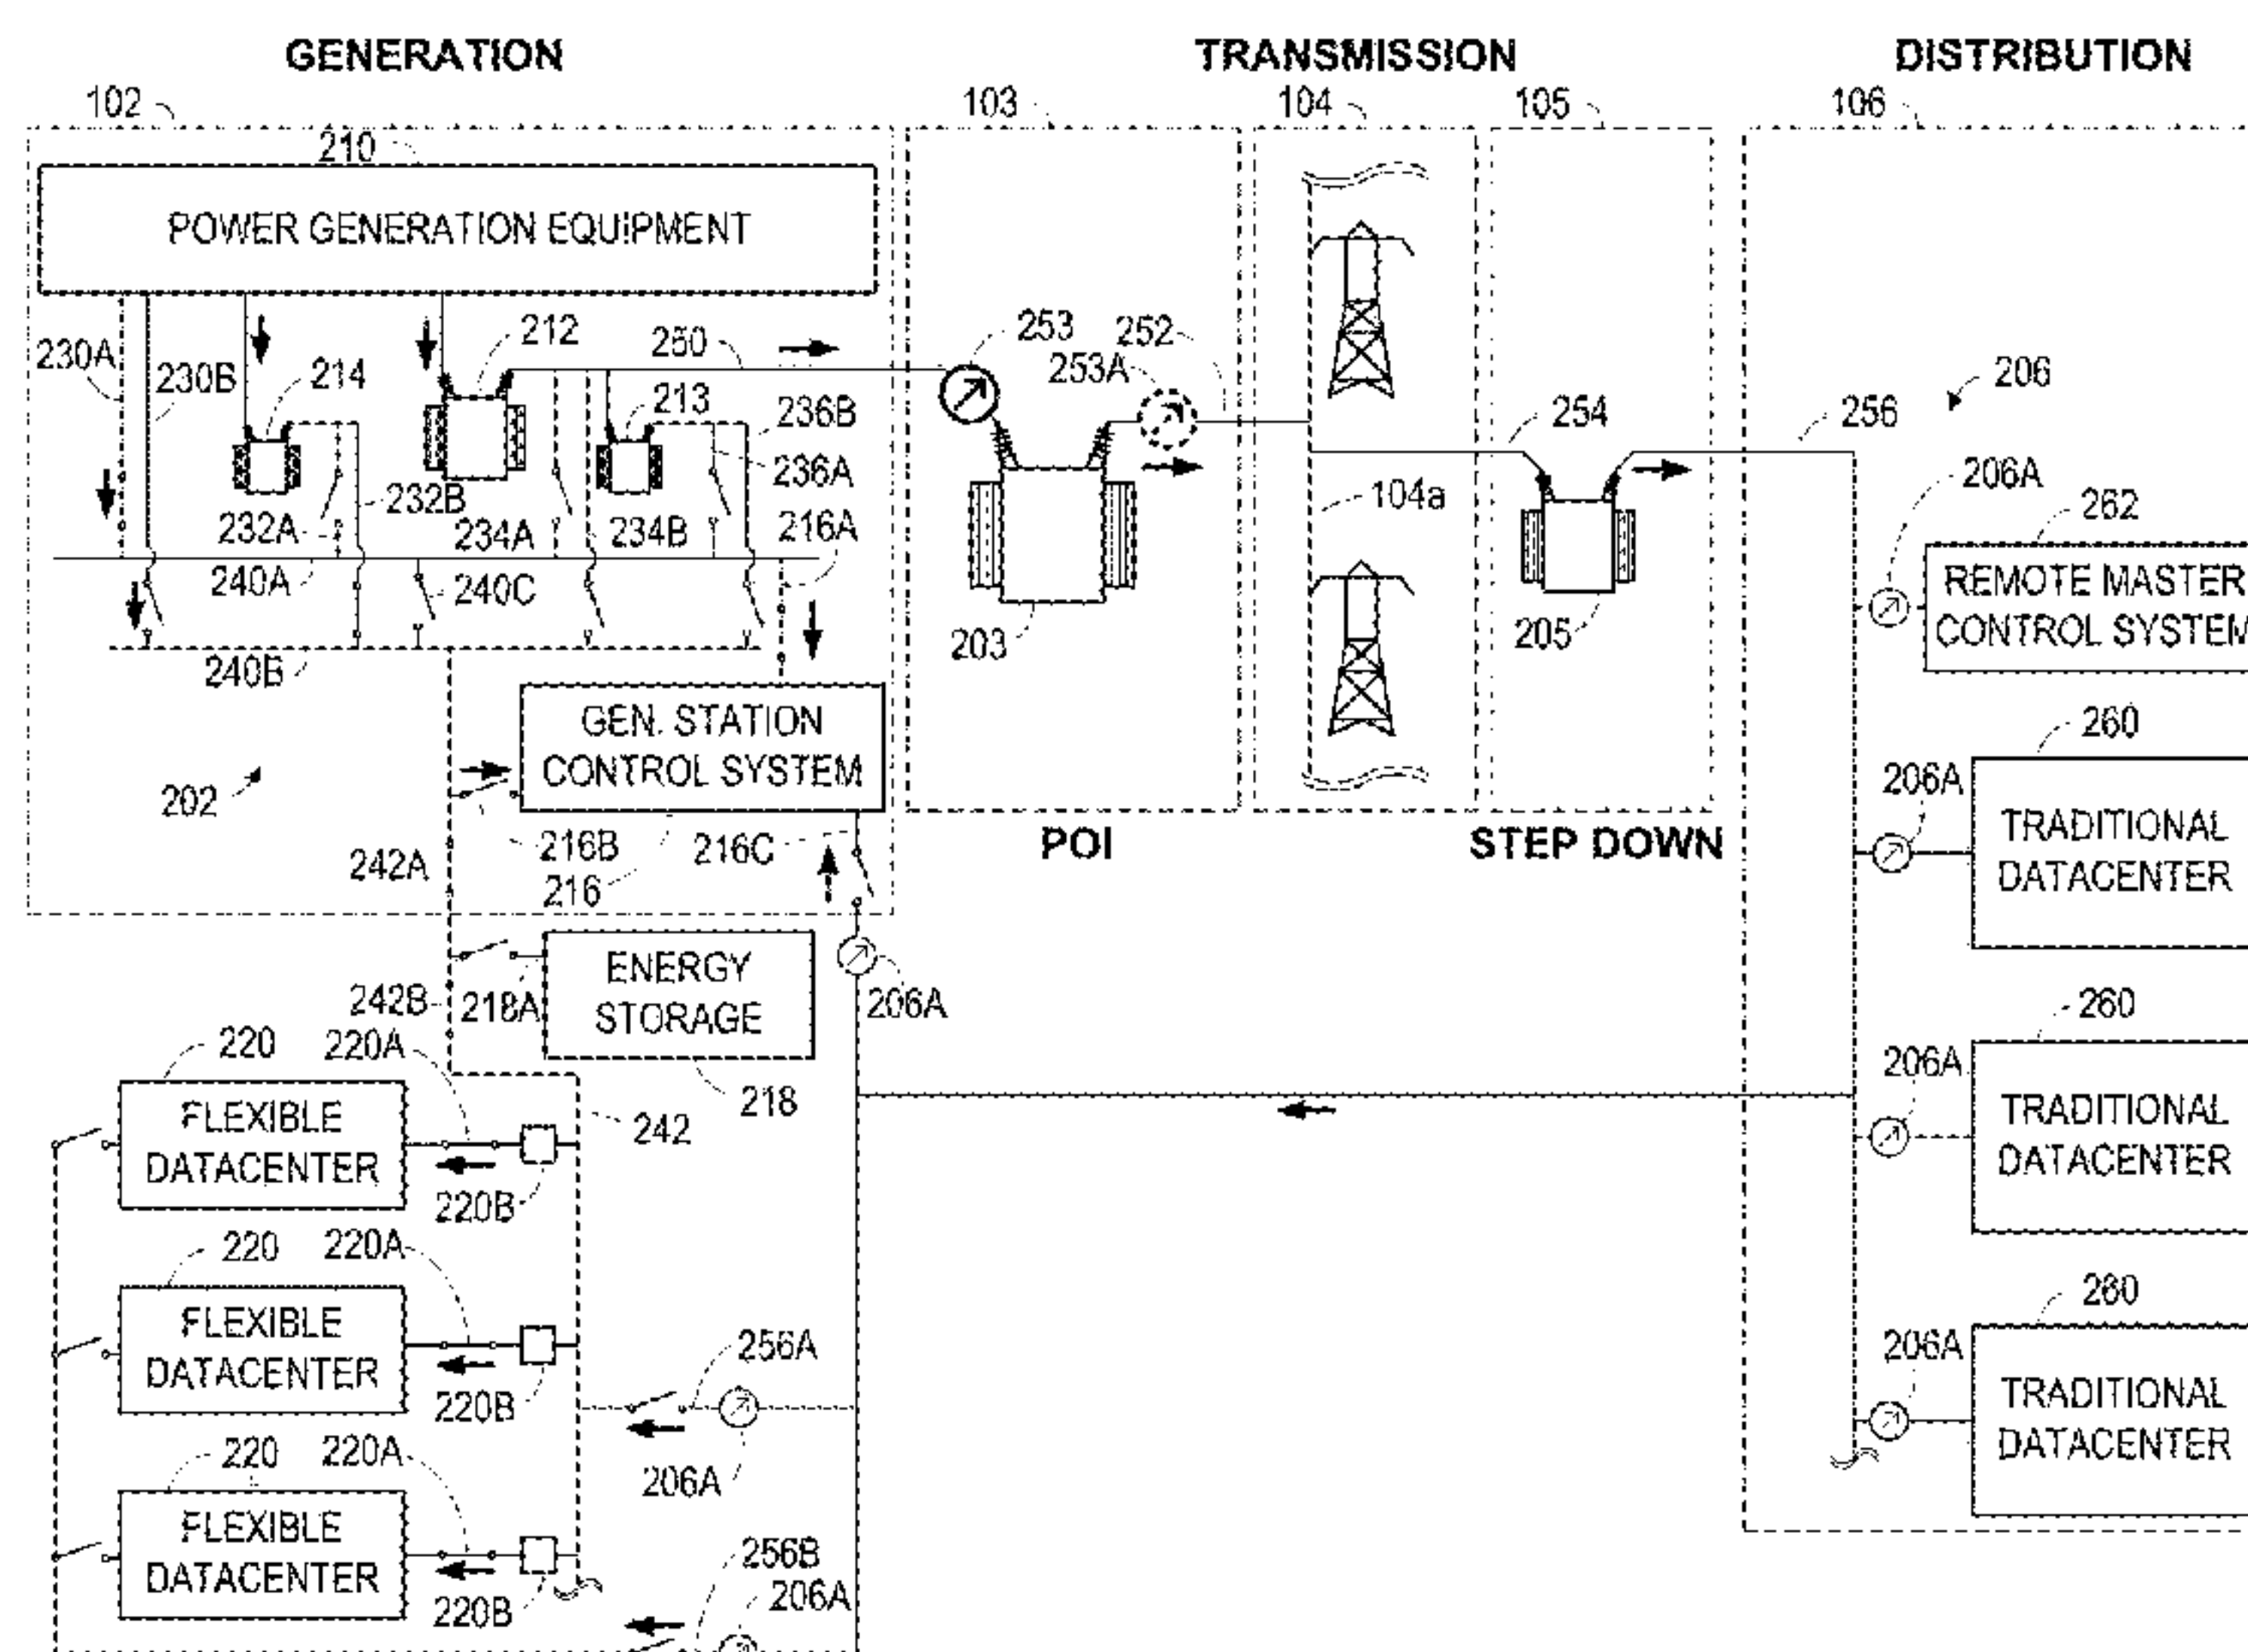 GENERATION
TRANSMISSION
DISTRIBUTION
102
103
104
105
106
210
POWER GENERATION EQUIPMENT
230A
230B
214
212
250
213
236B
236A
253
252
253A
254
256
206
206A
262
REMOTE MASTER
CONTROL SYSTEM
232B
232A
234A
234B
216A
104a
240A
240C
203
205
240B
GEN. STATION
CONTROL SYSTEM
202
216B
216C
242A
216
POI
STEP DOWN
260
206A
TRADITIONAL
DATACENTER
ENERGY
STORAGE
242B
218A
206A
218
260
206A
TRADITIONAL
DATACENTER
220
220A
FLEXIBLE
DATACENTER
242
220B
220
220A
FLEXIBLE
DATACENTER
220B
256A
206A
260
206A
TRADITIONAL
DATACENTER
220
220A
FLEXIBLE
DATACENTER
220B
256B
206A